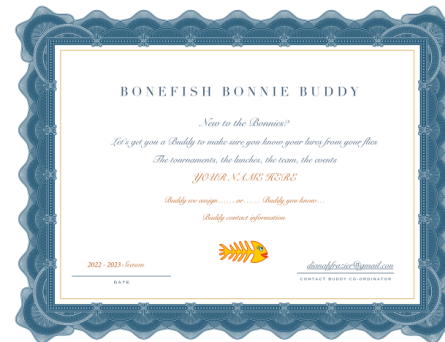 BONEFISH BONNIE BUDDY
New to the Bonnies?
Let's get you a Buddy to make sure you know your lures from your flies
The tournaments, the lunches, the team, the events
YOUR NAME HERE
Buddy we assign...... or ...... Buddy you know...
Buddy contact information
2022 - 2023 Season
DATE
CONTACT BUDDY CO-ORDINATOR